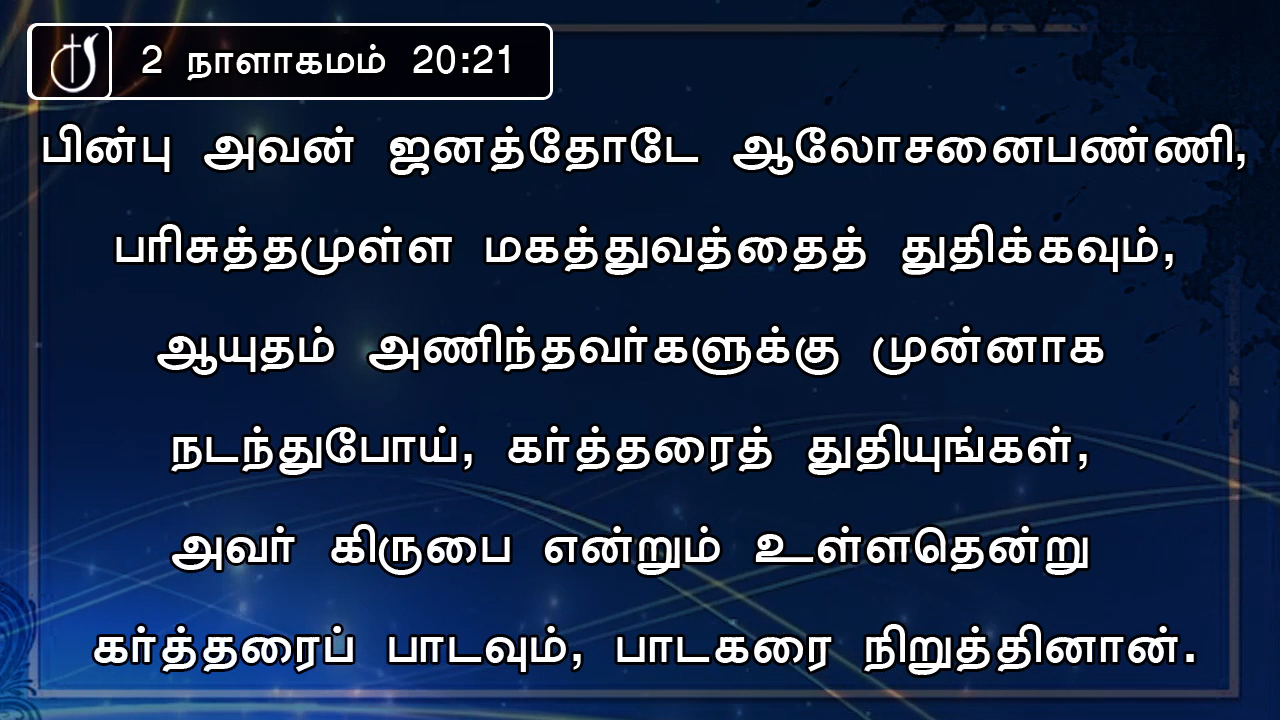 2 நாளாகமம் 20:21
பின்பு அவன் ஜனத்தோடே ஆலோசனைபண்ணி,
பரிசுத்தமுள்ள மகத்துவத்தைத் துதிக்கவும்,
ஆயுதம் அணிந்தவர்களுக்கு முன்னாக
நடந்துபோய், கர்த்தரைத் துதியுங்கள்,
அவர் கிருபை என்றும் உள்ளதென்று
கர்த்தரைப் பாடவும், பாடகரை நிறுத்தினான்.